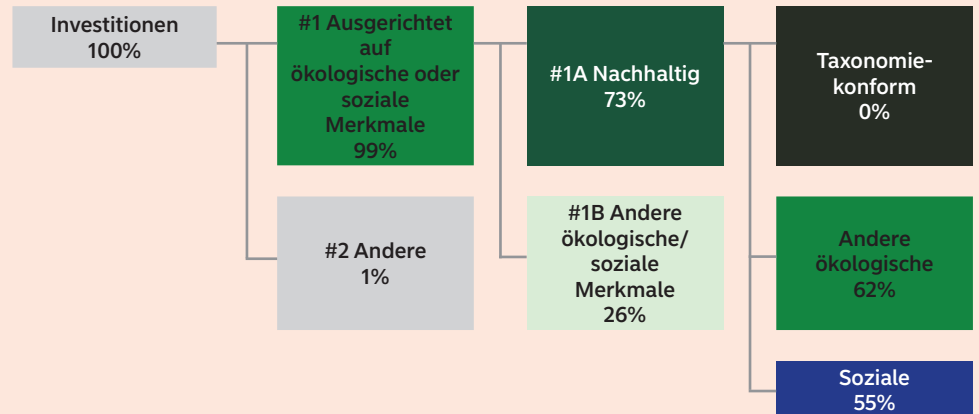 Investitionen
100%
#1 Ausgerichtet
auf
ökologische oder
soziale
Merkmale
99%
#1A Nachhaltig
73%
Taxonomie-
konform
0%
#2 Andere
1%
#1B Andere
ökologische/
soziale
Merkmale
26%
Andere
ökologische
62%
Soziale
55%